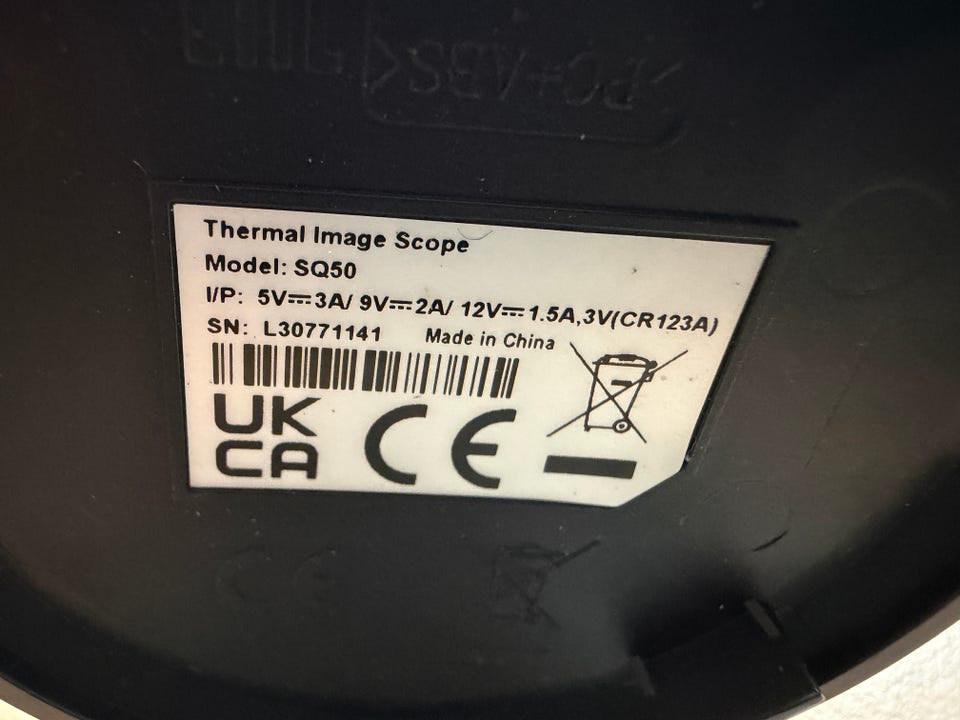 >PC+ABS<
Thermal Image Scope
Model: SQ50
I/P: 5V⎓3A/ 9V⎓2A/ 12V⎓1.5A,3V(CR123A)
SN: L30771141 Made in China
UK
CA
CE